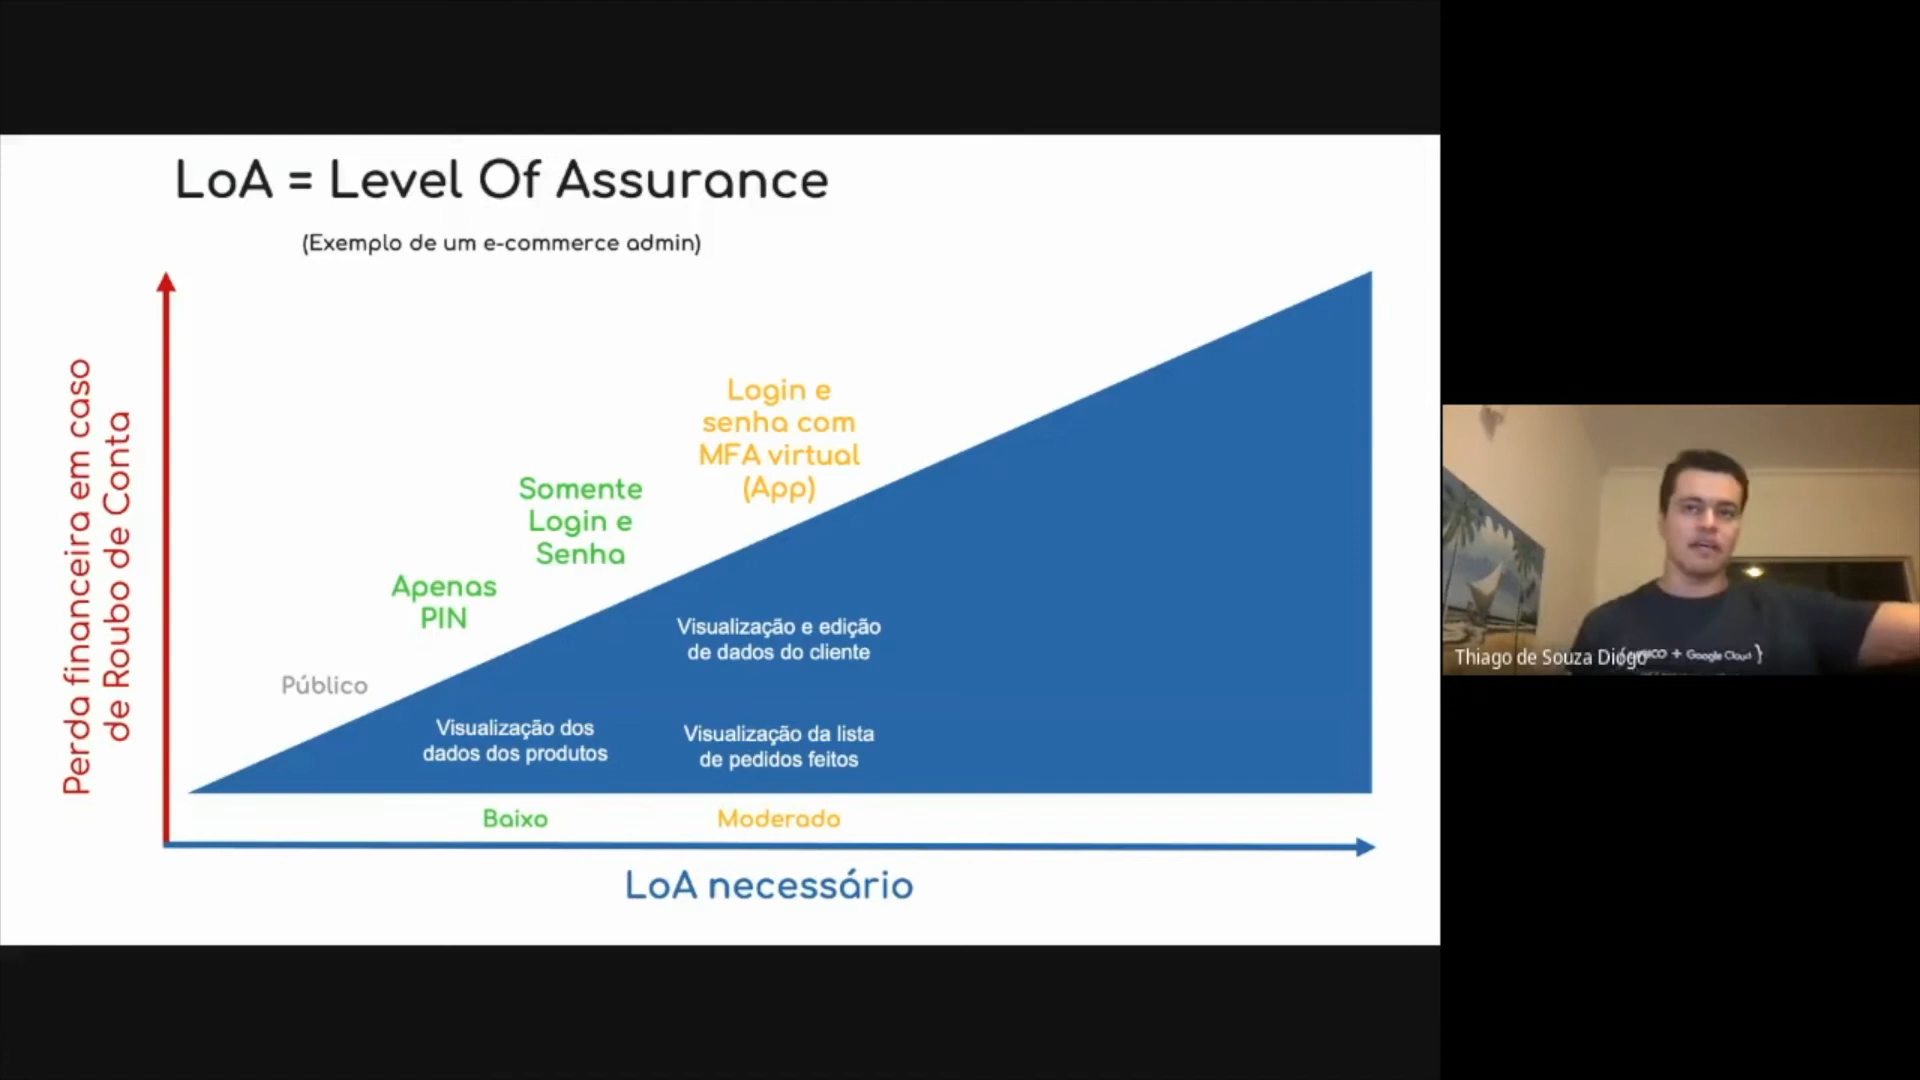 LoA = Level Of Assurance
(Exemplo de um e-commerce admin)
Perda financeira em caso
de Roubo de Conta
Login e
senha com
MFA virtual
(App)
Somente
Login e
Senha
Apenas
PIN
Público
Visualização e edição
de dados do cliente
Visualização dos
dados dos produtos
Visualização da lista
de pedidos feitos
Baixo
Moderado
LoA necessário
Thiago de Souza Diogo
+ Google Cloud }